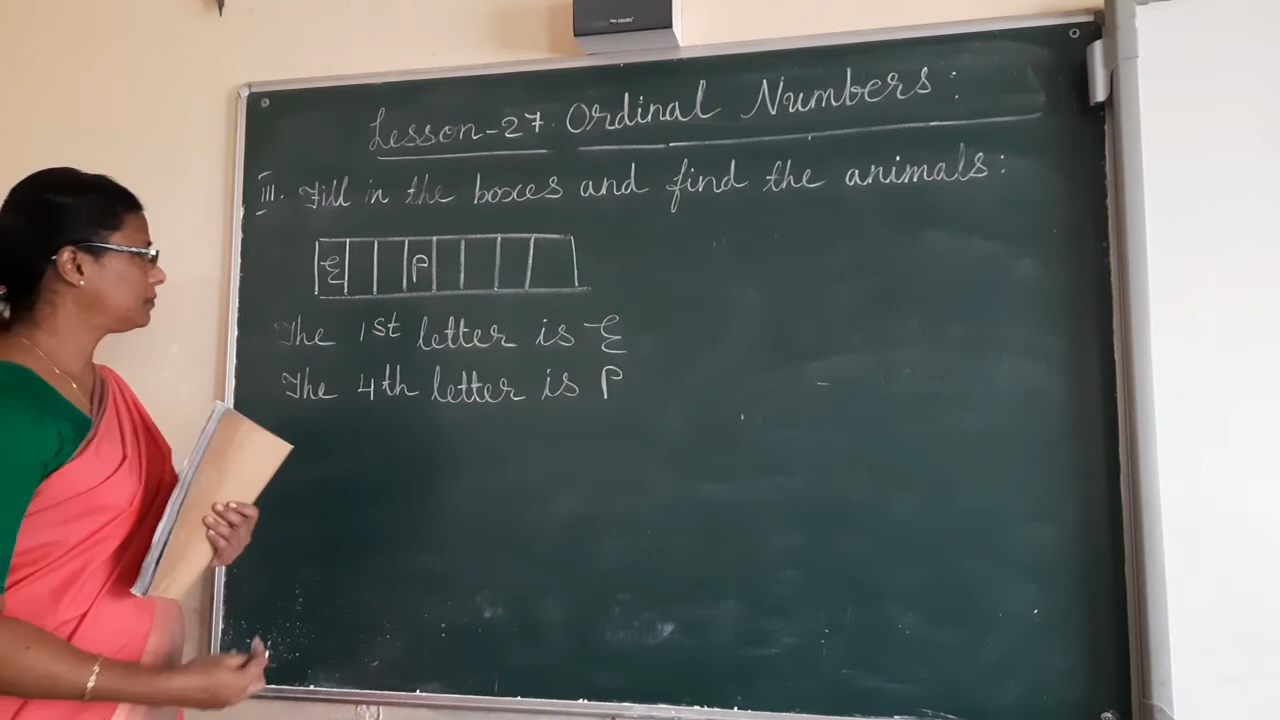 Lesson-27. Ordinal Numbers:
III. Fill in the boxes and find the animals:
E P
The 1st letter is E
The 4th letter is P